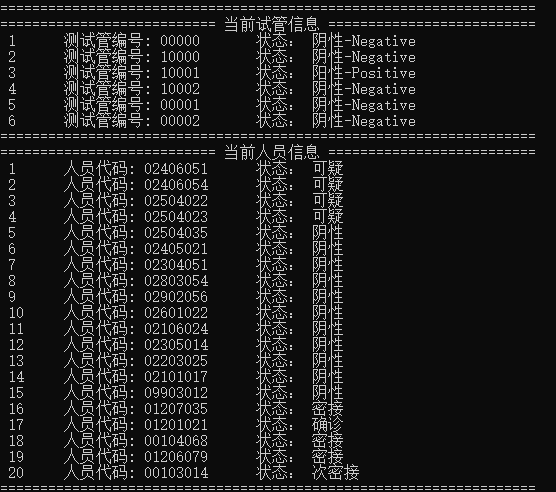 ==================================================================
=========================== 当前试管信息 ==========================
1 测试管编号: 00000 状态: 阴性-Negative
2 测试管编号: 10000 状态: 阴性-Negative
3 测试管编号: 10001 状态: 阳性-Positive
4 测试管编号: 10002 状态: 阴性-Negative
5 测试管编号: 00001 状态: 阴性-Negative
6 测试管编号: 00002 状态: 阴性-Negative
==================================================================
=========================== 当前人员信息 ==========================
1 人员代码: 02406051 状态: 可疑
2 人员代码: 02406054 状态: 可疑
3 人员代码: 02504022 状态: 可疑
4 人员代码: 02504023 状态: 可疑
5 人员代码: 02504035 状态: 阴性
6 人员代码: 02405021 状态: 阴性
7 人员代码: 02304051 状态: 阴性
8 人员代码: 02803054 状态: 阴性
9 人员代码: 02902056 状态: 阴性
10 人员代码: 02601022 状态: 阴性
11 人员代码: 02106024 状态: 阴性
12 人员代码: 02305014 状态: 阴性
13 人员代码: 02203025 状态: 阴性
14 人员代码: 02101017 状态: 阴性
15 人员代码: 09903012 状态: 阴性
16 人员代码: 01207035 状态: 密接
17 人员代码: 01201021 状态: 确诊
18 人员代码: 00104068 状态: 密接
19 人员代码: 01206079 状态: 密接
20 人员代码: 00103014 状态: 次密接
==================================================================